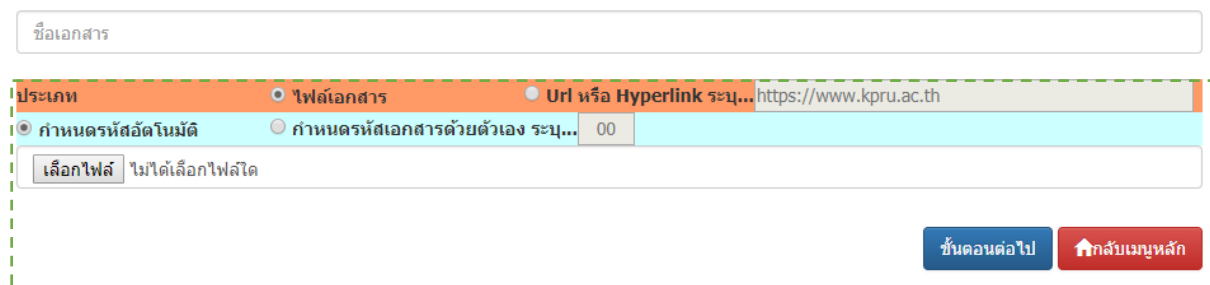 ชื่อเอกสาร
ประเภท ไฟล์เอกสาร Url หรือ Hyperlink ระบุ... https://www.kpru.ac.th
กำหนดรหัสอัตโนมัติ กำหนดรหัสเอกสารด้วยตัวเอง ระบุ... 00
เลือกไฟล์ ไม่ได้เลือกไฟล์ใด
ขั้นตอนต่อไป กลับเมนูหลัก